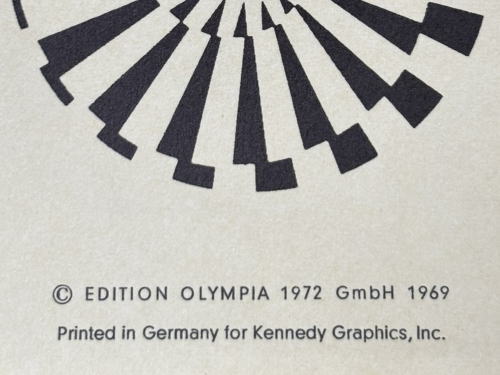 © EDITION OLYMPIA 1972 GmbH 1969
Printed in Germany for Kennedy Graphics, Inc.